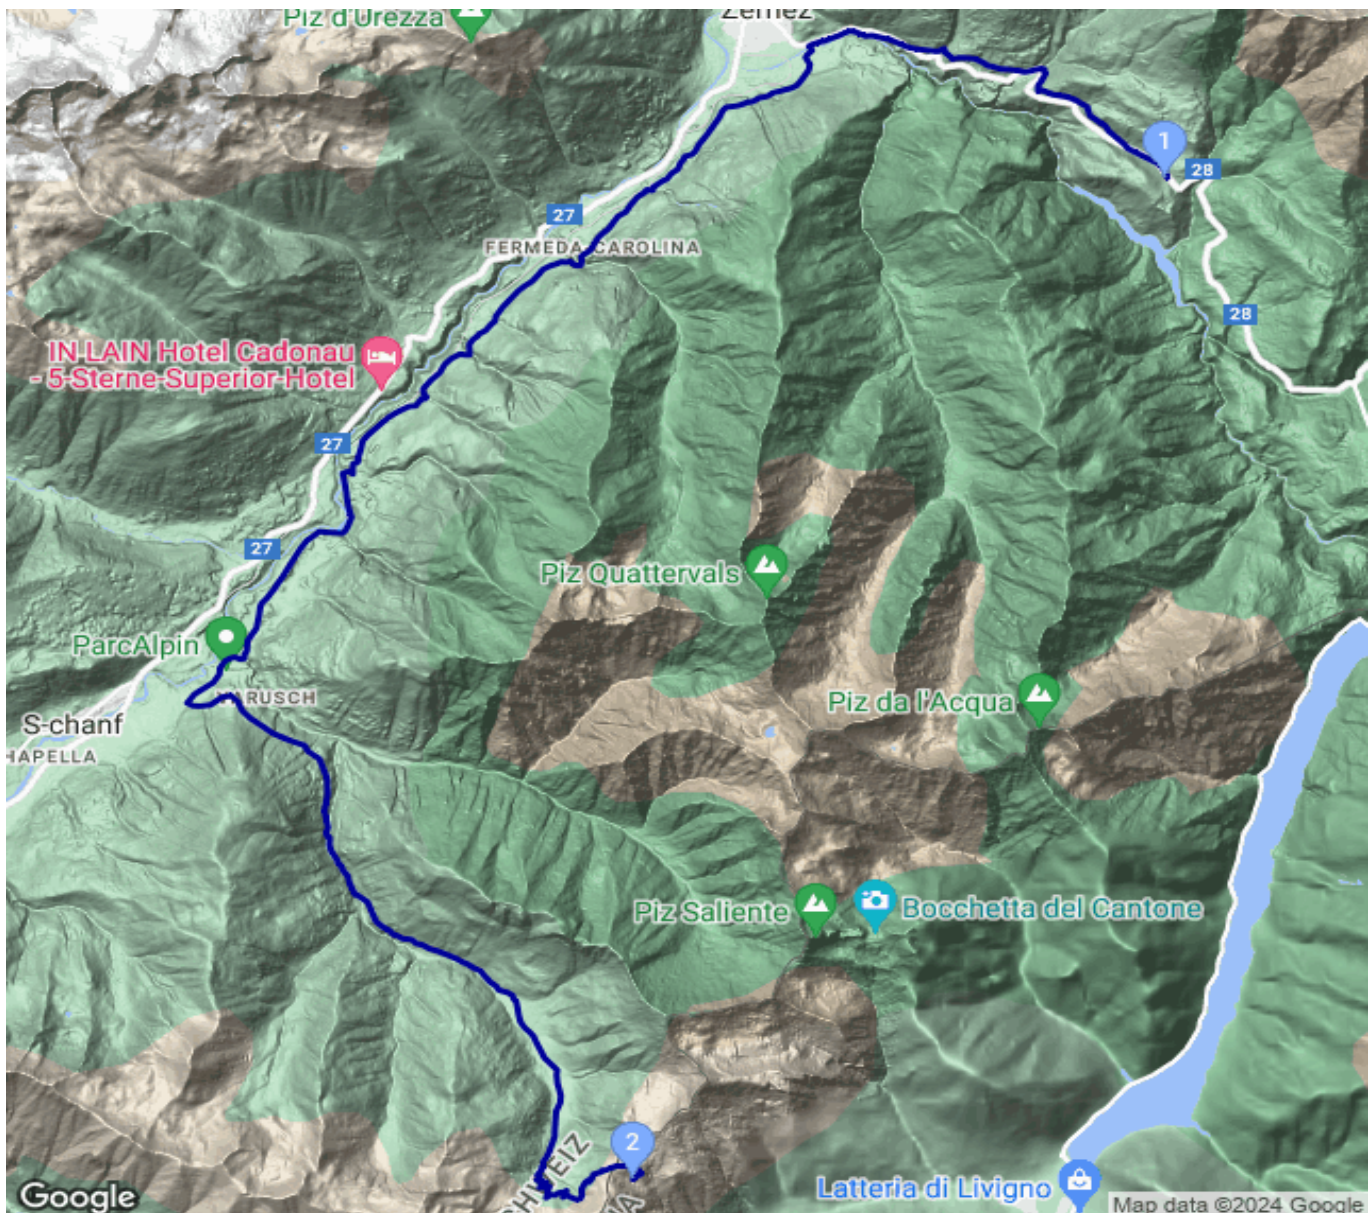 Piz d'Urezza
Zernez
1
28
27
FERMEDA-CAROLINA
28
IN LAIN Hotel Cadonau
- 5-Sterne-Superior-Hotel
27
27
Piz Quattervals
ParcAlpin
VARUSCH
Piz da l'Acqua
S-chanf
HAPELLA
Piz Saliente
Bocchetta del Cantone
2
Latteria di Livigno
Google
Map data ©2024 Google